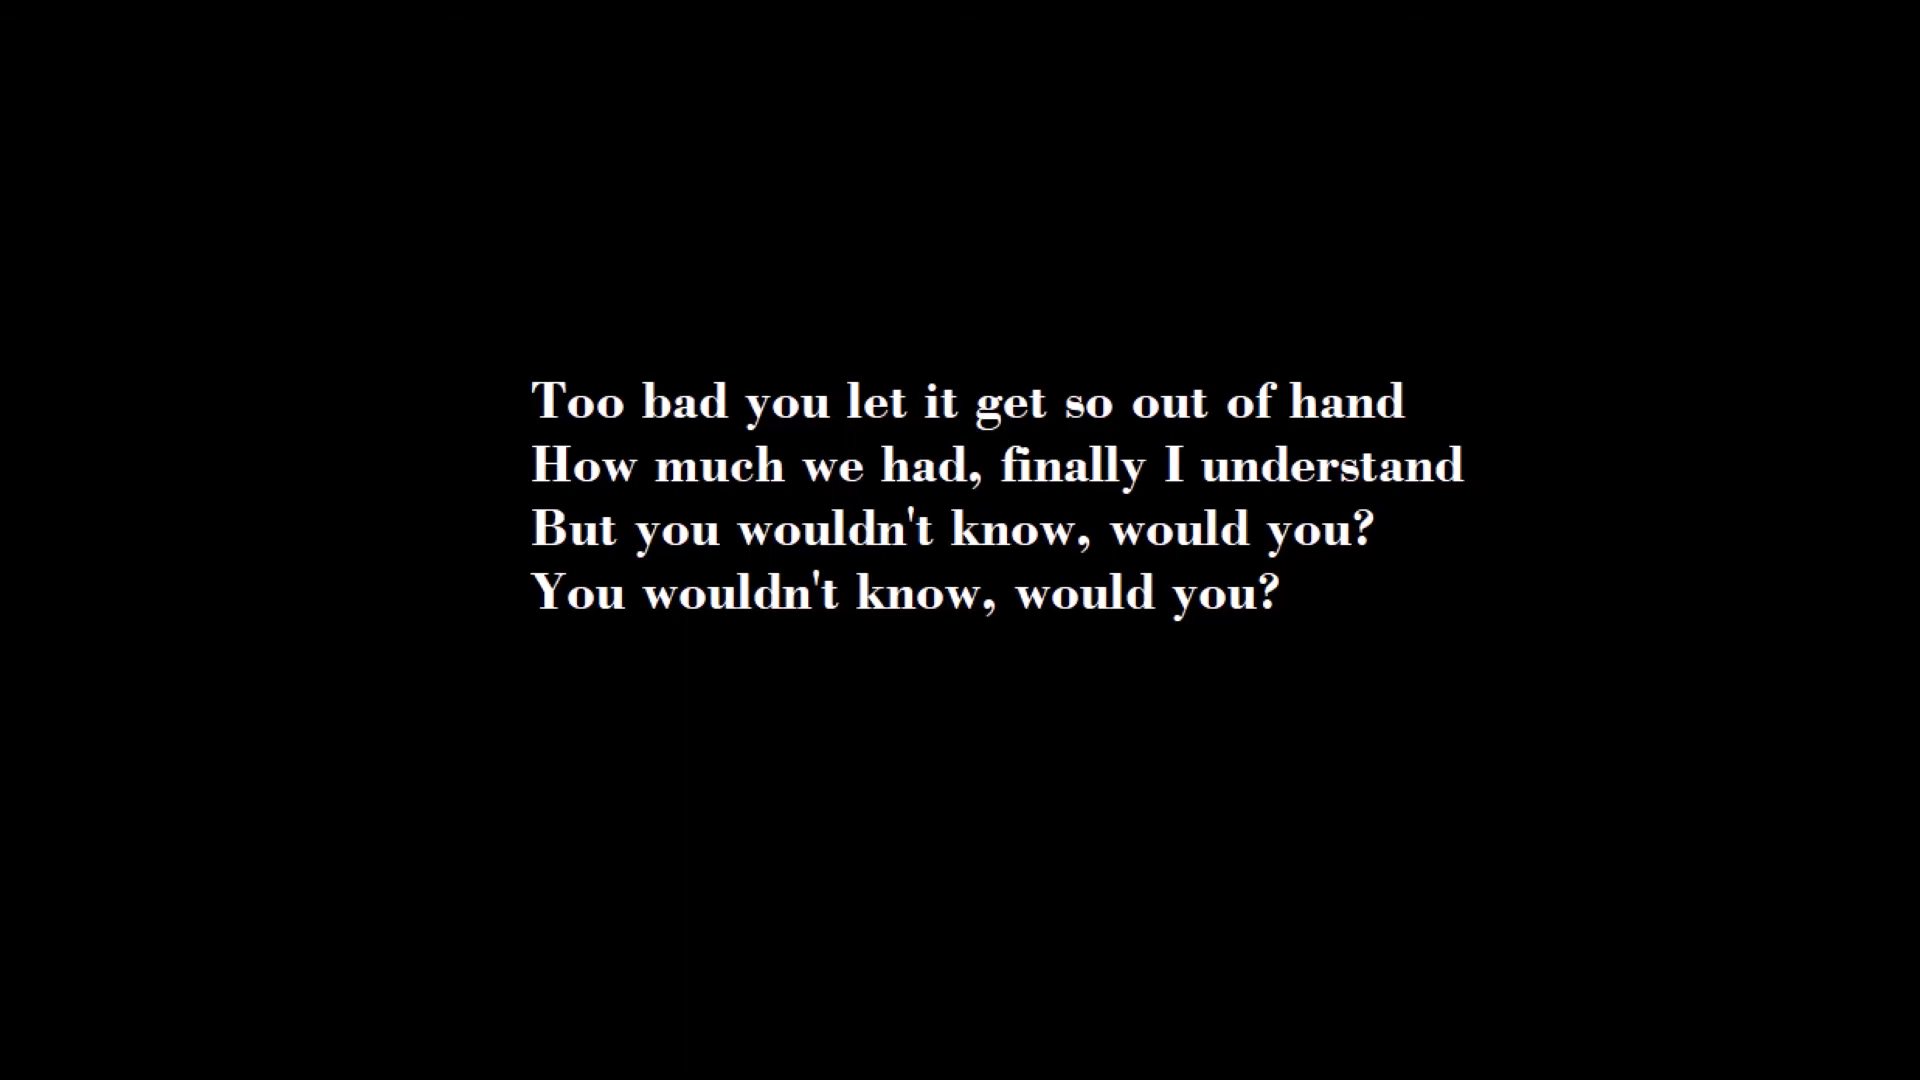 Too bad you let it get so out of hand
How much we had, finally I understand
But you wouldn't know, would you?
You wouldn't know, would you?